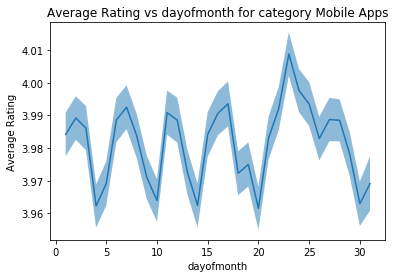 Average Rating vs dayofmonth for category Mobile Apps
4.01
4.00
3.99
3.98
3.97
3.96
Average Rating
0 5 10 15 20 25 30
dayofmonth